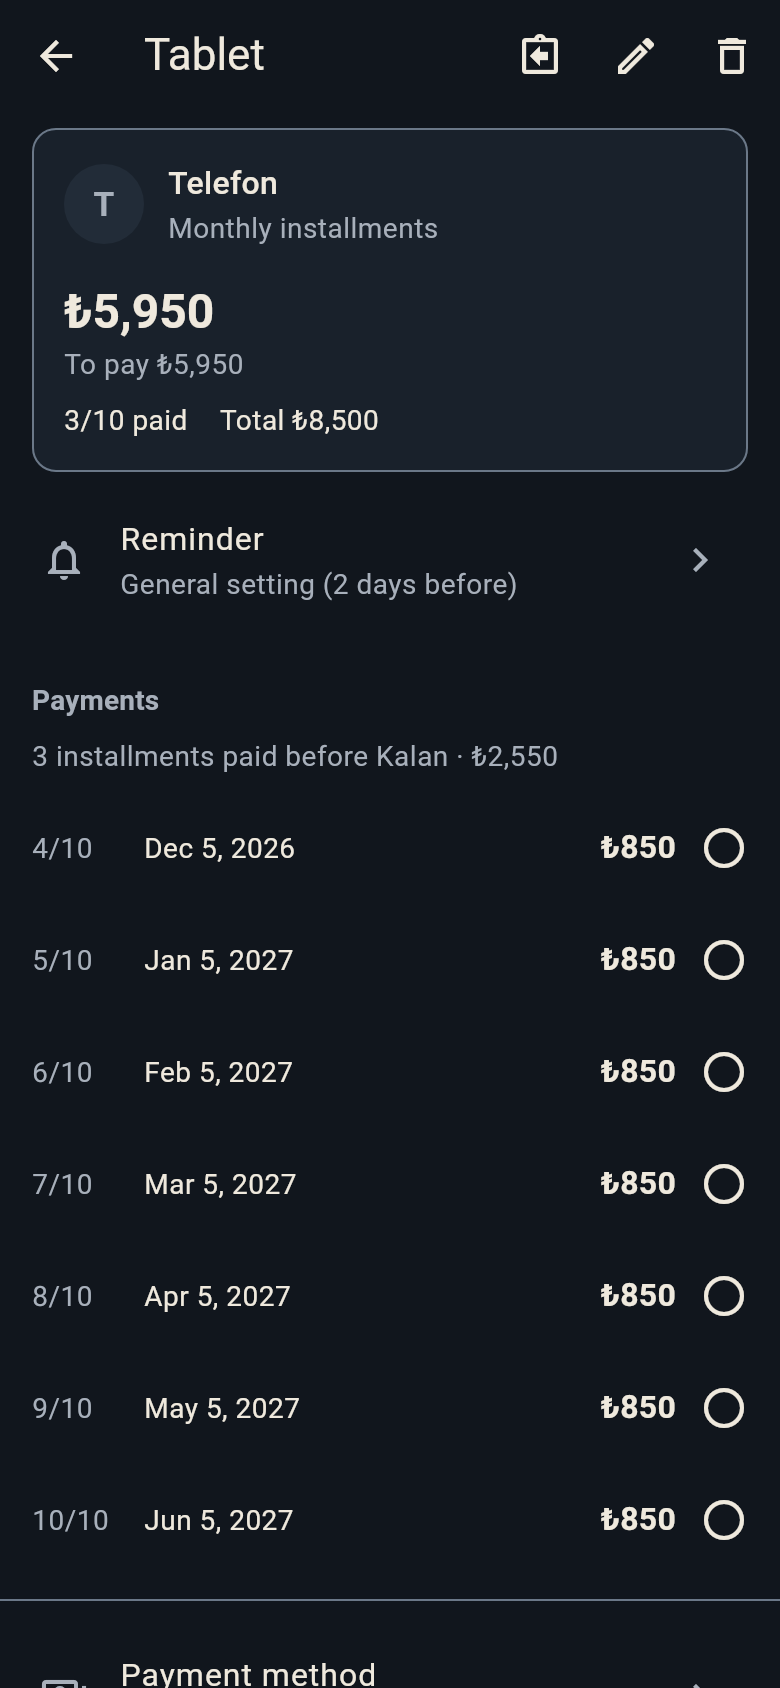 Tablet
T
Telefon
Monthly installments
₺5,950
To pay ₺5,950
3/10 paid Total ₺8,500
Reminder
General setting (2 days before)
Payments
3 installments paid before Kalan · ₺2,550
4/10 Dec 5, 2026 ₺850
5/10 Jan 5, 2027 ₺850
6/10 Feb 5, 2027 ₺850
7/10 Mar 5, 2027 ₺850
8/10 Apr 5, 2027 ₺850
9/10 May 5, 2027 ₺850
10/10 Jun 5, 2027 ₺850
Payment method